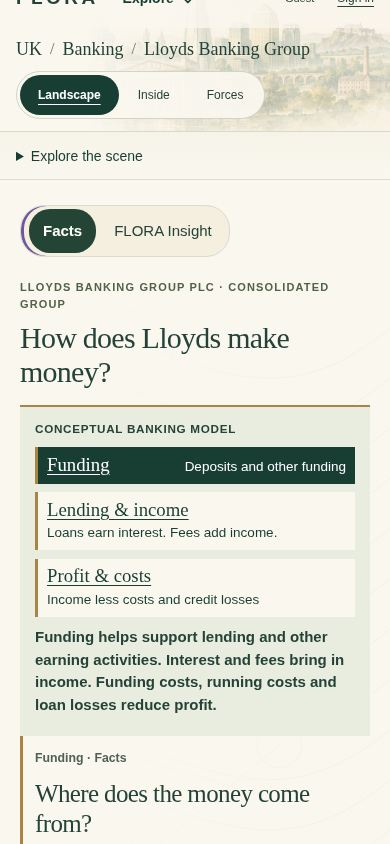 FLORA Explore Guest Sign in
UK / Banking / Lloyds Banking Group
Landscape Inside Forces
Explore the scene
Facts FLORA Insight
LLOYDS BANKING GROUP PLC · CONSOLIDATED
GROUP
How does Lloyds make
money?
CONCEPTUAL BANKING MODEL
Funding Deposits and other funding
Lending & income
Loans earn interest. Fees add income.
Profit & costs
Income less costs and credit losses
Funding helps support lending and other
earning activities. Interest and fees bring in
income. Funding costs, running costs and
loan losses reduce profit.
Funding · Facts
Where does the money come
from?